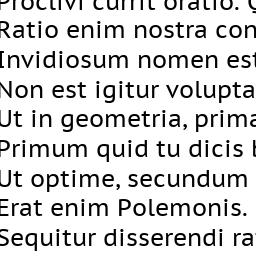 Proclivi currit oratio.
Ratio enim nostra con
Invidiosum nomen est
Non est igitur volupta
Ut in geometria, prima
Primum quid tu dicis
Ut optime, secundum
Erat enim Polemonis.
Sequitur disserendi ra